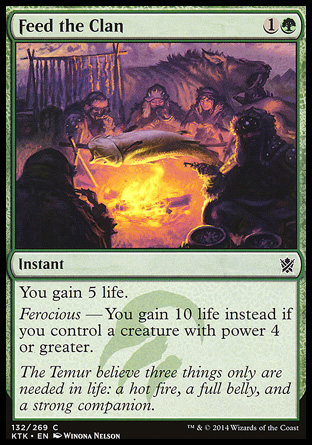 Feed the Clan 1
Instant
You gain 5 life.
Ferocious — You gain 10 life instead if
you control a creature with power 4
or greater.
The Temur believe three things only are
needed in life: a hot fire, a full belly, and
a strong companion.
132/269 C
KTK • EN Winona Nelson ™ & © 2014 Wizards of the Coast